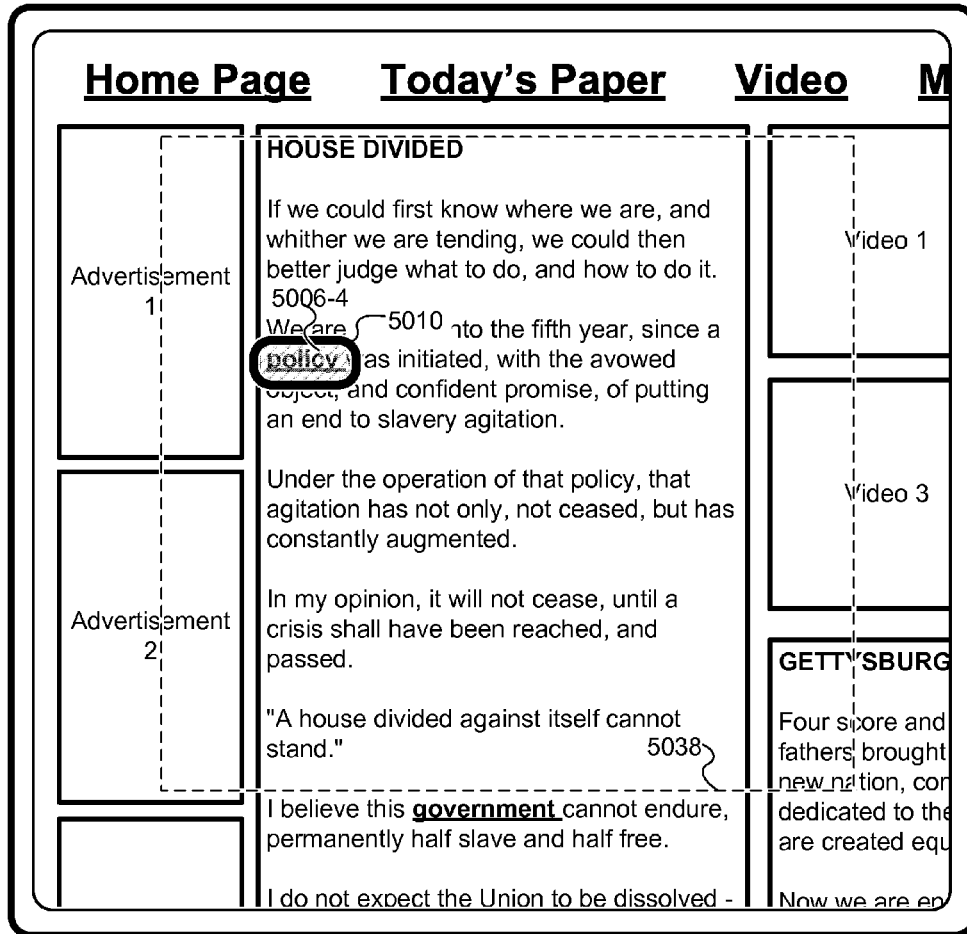 Home Page Today's Paper Video M
Advertisement
1
Advertisement
2
HOUSE DIVIDED
If we could first know where we are, and
whither we are tending, we could then
better judge what to do, and how to do it.
5006-4
We are 5010 nto the fifth year, since a
policy was initiated, with the avowed
object, and confident promise, of putting
an end to slavery agitation.
Under the operation of that policy, that
agitation has not only, not ceased, but has
constantly augmented.
In my opinion, it will not cease, until a
crisis shall have been reached, and
passed.
"A house divided against itself cannot
stand."
5038
I believe this government cannot endure,
permanently half slave and half free.
I do not expect the Union to be dissolved -
Video 1
Video 3
GETTYSBURG
Four score and
fathers brought
new nation, con
dedicated to the
are created equ
Now we are en